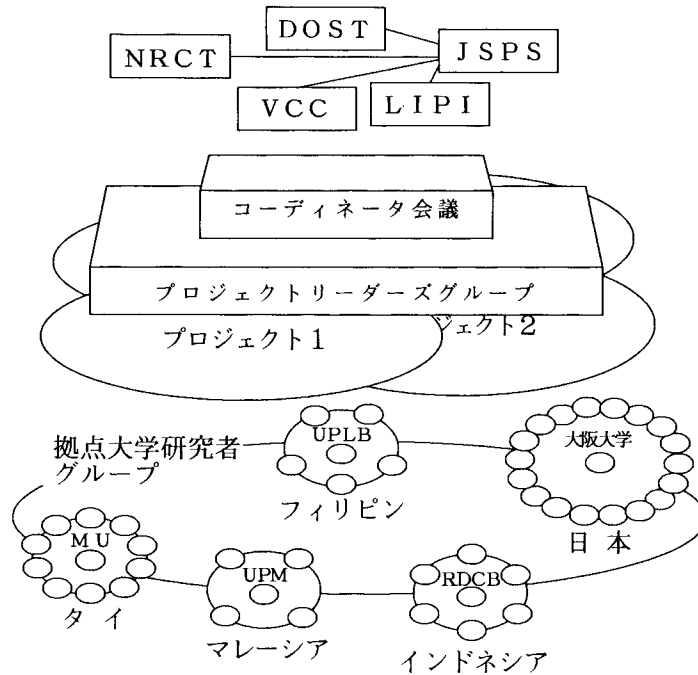 DOST
NRCT
JSPS
VCC
LIPI
コーディネータ会議
プロジェクトリーダーズグループ
プロジェクト1
ジェクト2
拠点大学研究者
グループ
UPLB
フィリピン
大阪大学
日本
MU
タイ
UPM
マレーシア
RDCB
インドネシア